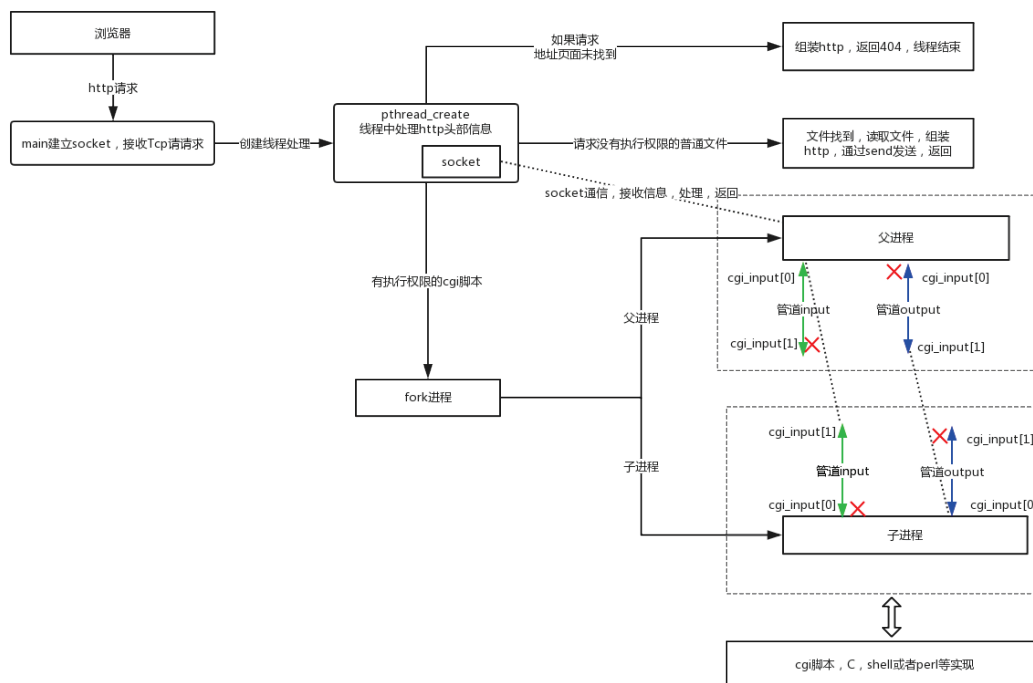 浏览器
http请求
main建立socket，接收Tcp请请求
创建线程处理
pthread_create
线程中处理http头部信息
socket
如果请求
地址页面未找到
组装http，返回404，线程结束
请求没有执行权限的普通文件
文件找到，读取文件，组装
http，通过send发送，返回
socket通信，接收信息，处理，返回
有执行权限的cgi脚本
fork进程
父进程
子进程
父进程
cgi_input[0]
管道input
cgi_input[1]
cgi_input[0]
管道output
cgi_input[1]
cgi_input[1]
管道input
cgi_input[0]
cgi_input[1]
管道output
cgi_input[0
子进程
cgi脚本，C，shell或者perl等实现